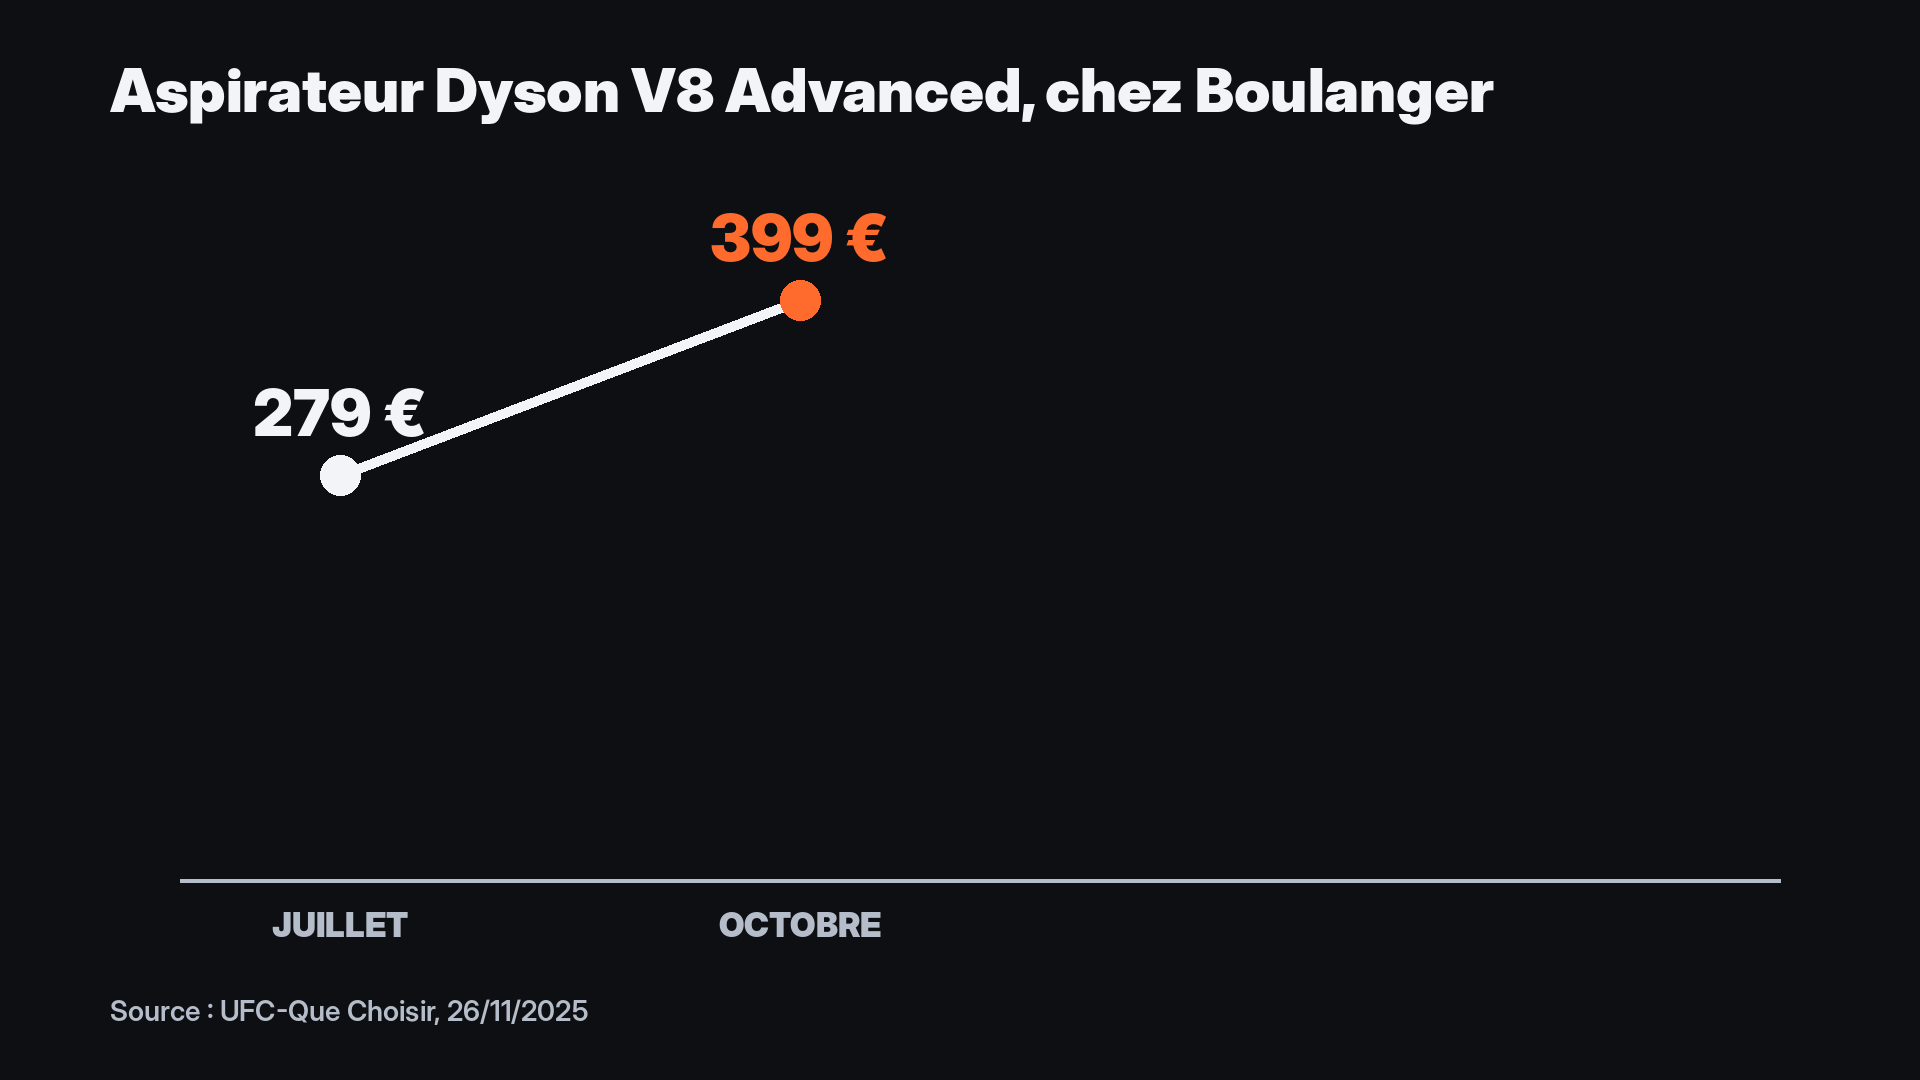 Aspirateur Dyson V8 Advanced, chez Boulanger
399 €
279 €
JUILLET
OCTOBRE
Source : UFC-Que Choisir, 26/11/2025